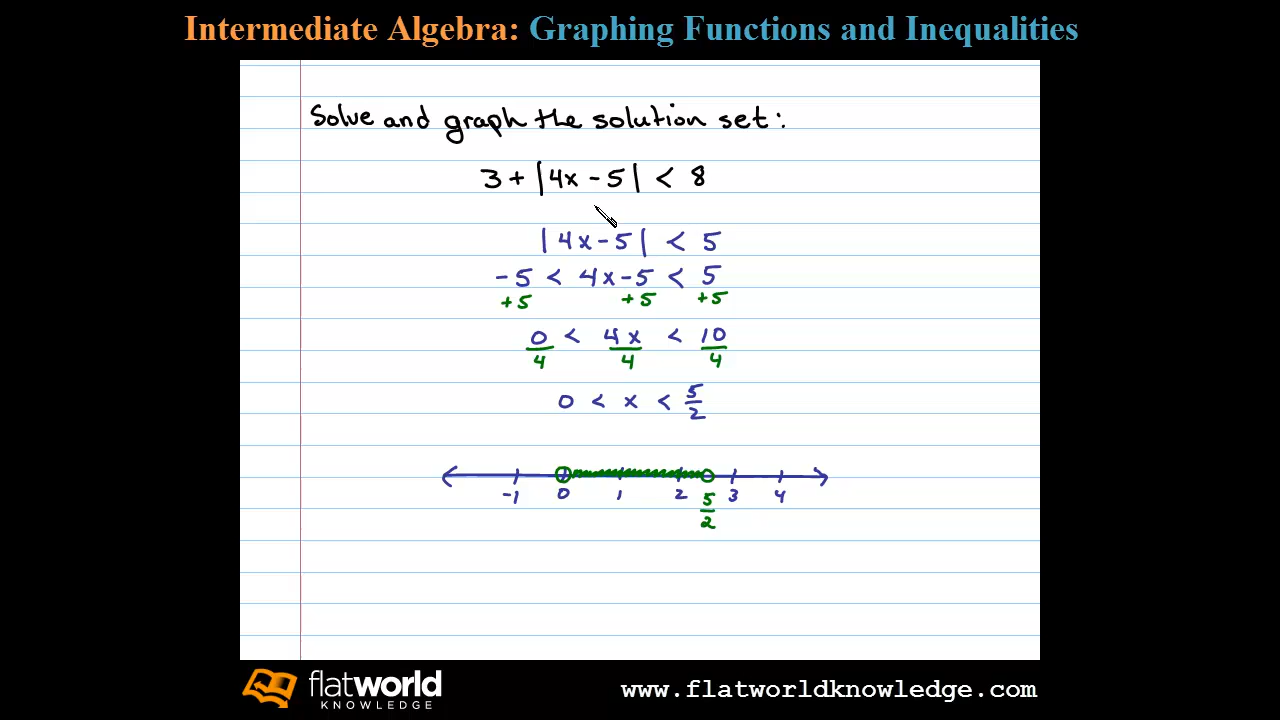 Intermediate Algebra: Graphing Functions and Inequalities
Solve and graph the solution set:
3 + |4x - 5| < 8
|4x - 5| < 5
-5 < 4x - 5 < 5
+5 +5 +5
0 < 4x < 10
4 4 4
0 < x < 5/2
-1 0 1 2 5/2 3 4
flatworld
KNOWLEDGE
www.flatworldknowledge.com